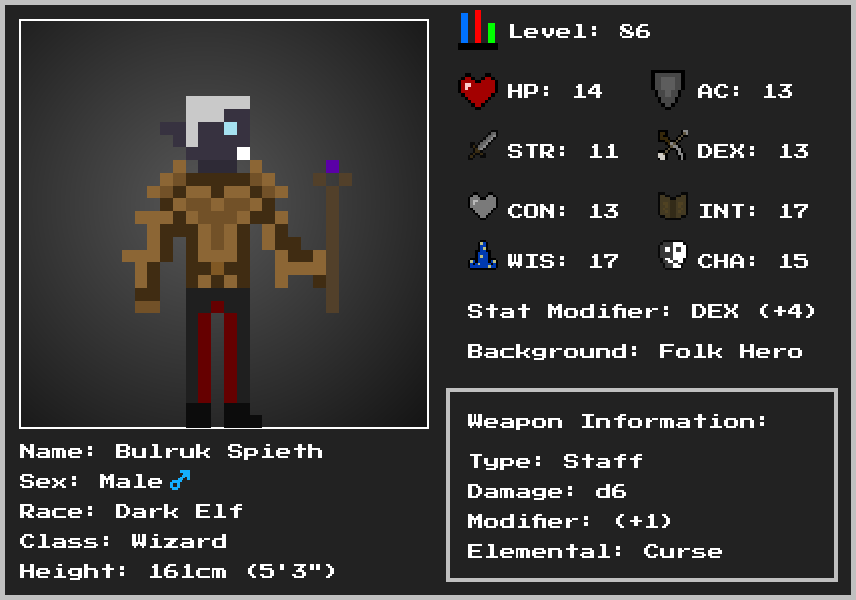 Level: 86
HP: 14
AC: 13
STR: 11
DEX: 13
CON: 13
INT: 17
WIS: 17
CHA: 15
Stat Modifier: DEX (+4)
Background: Folk Hero
Weapon Information:
Type: Staff
Damage: d6
Modifier: (+1)
Elemental: Curse
Name: Bulruk Spieth
Sex: Male♂
Race: Dark Elf
Class: Wizard
Height: 161cm (5'3")